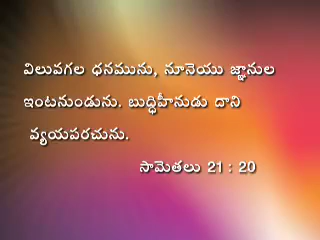 విలువగల ధనమును, నూనెయు జ్ఞానుల
ఇంటనుండును. బుద్ధిహీనుడు దాని
వ్యయపరచును.
సామెతలు 21 : 20